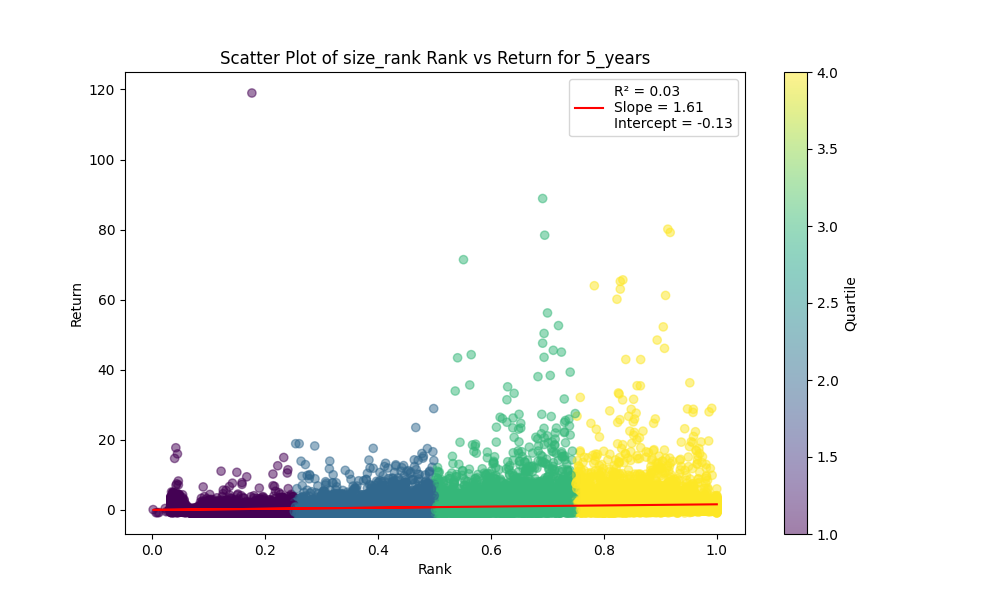 Scatter Plot of size_rank Rank vs Return for 5_years
R² = 0.03
Slope = 1.61
Intercept = -0.13
120
100
80
60
40
20
0
Return
0.0 0.2 0.4 0.6 0.8 1.0
Rank
4.0
3.5
3.0
2.5
2.0
1.5
1.0
Quartile